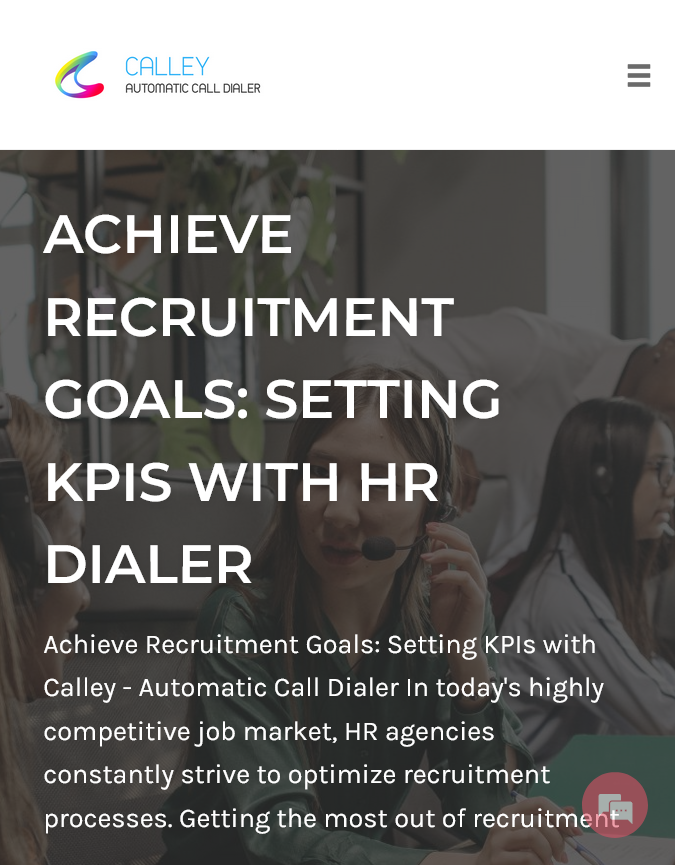 CALLEY
AUTOMATIC CALL DIALER
ACHIEVE
RECRUITMENT
GOALS: SETTING
KPIS WITH HR
DIALER
Achieve Recruitment Goals: Setting KPIs with
Calley - Automatic Call Dialer In today's highly
competitive job market, HR agencies
constantly strive to optimize recruitment
processes. Getting the most out of recruitment